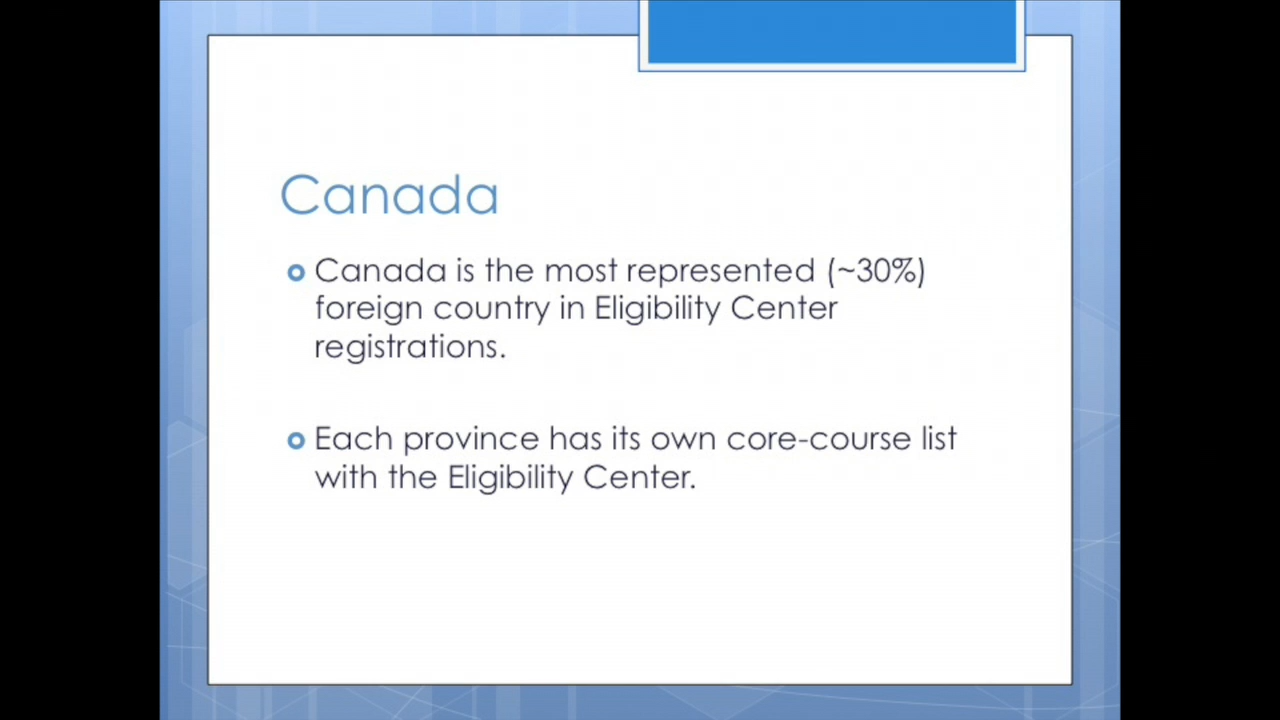 Canada
Canada is the most represented (~30%)
foreign country in Eligibility Center
registrations.
Each province has its own core-course list
with the Eligibility Center.